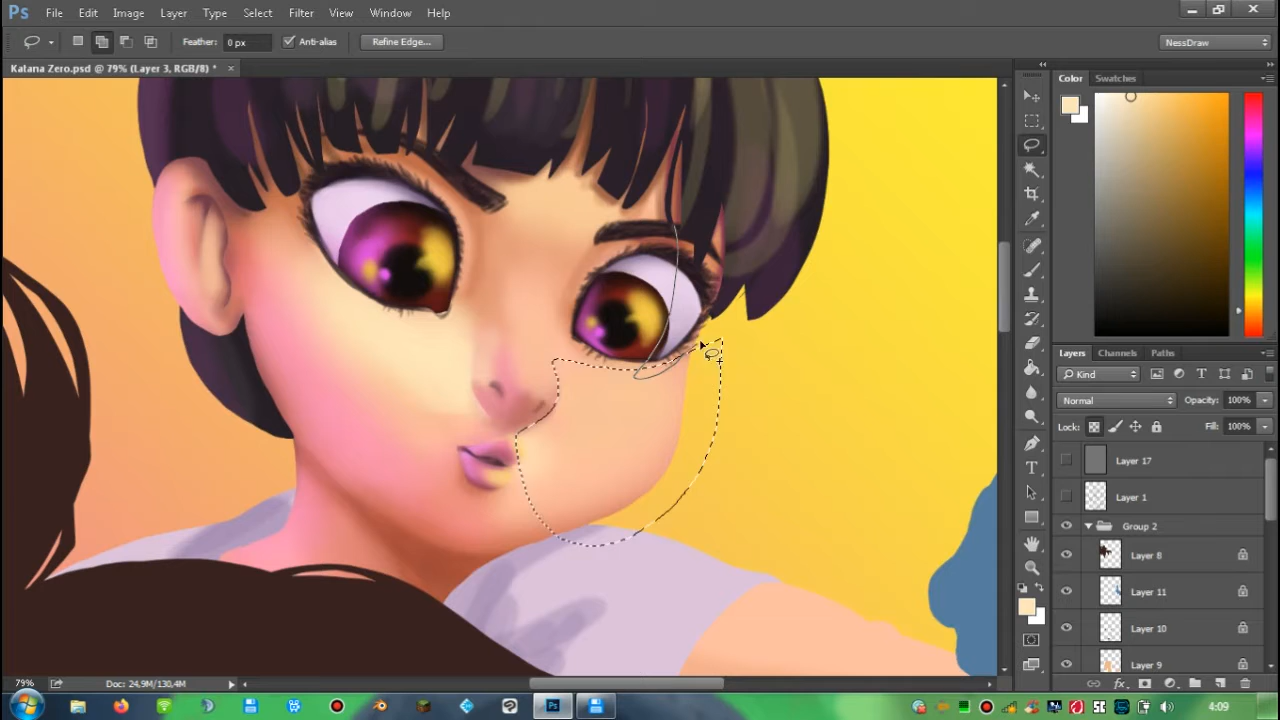 Ps File Edit Image Layer Type Select Filter View Window Help
Feather: 0 px Anti-alias Refine Edge... NessDraw
Katana Zero.psd @ 79% (Layer 3, RGB/8) * ×
Color Swatches
Layers Channels Paths
Kind
Normal Opacity: 100%
Lock: Fill: 100%
Layer 17
Layer 1
Group 2
Layer 8
Layer 11
Layer 10
Layer 9
79% Doc: 24,9M/130,4M
Ps 4:09